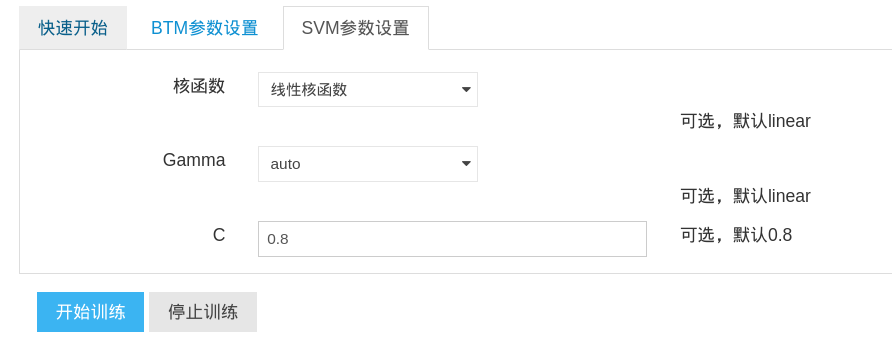 快速开始 BTM参数设置 SVM参数设置
核函数 线性核函数
可选，默认linear
Gamma auto
可选，默认linear
C 0.8 可选，默认0.8
开始训练 停止训练